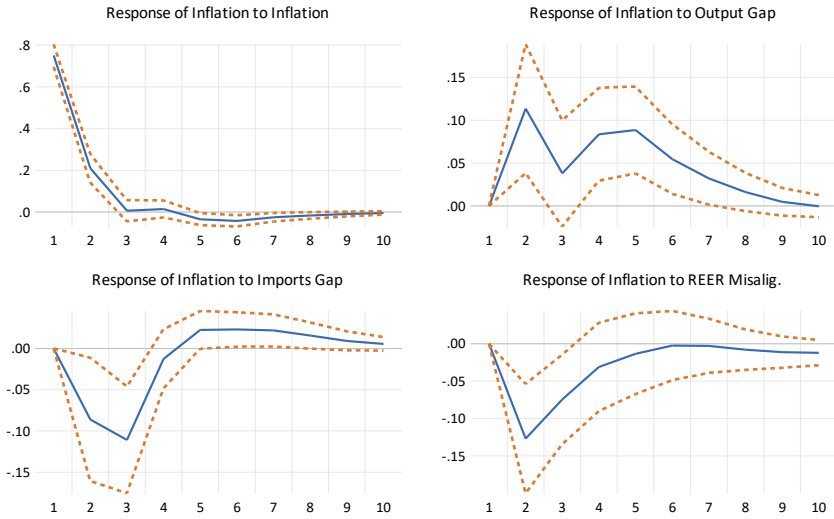 Response of Inflation to Inflation
.8
.6
.4
.2
.0
1 2 3 4 5 6 7 8 9 10
Response of Inflation to Output Gap
.15
.10
.05
.00
1 2 3 4 5 6 7 8 9 10
Response of Inflation to Imports Gap
.00
-.05
-.10
-.15
1 2 3 4 5 6 7 8 9 10
Response of Inflation to REER Misalig.
.00
-.05
-.10
-.15
1 2 3 4 5 6 7 8 9 10